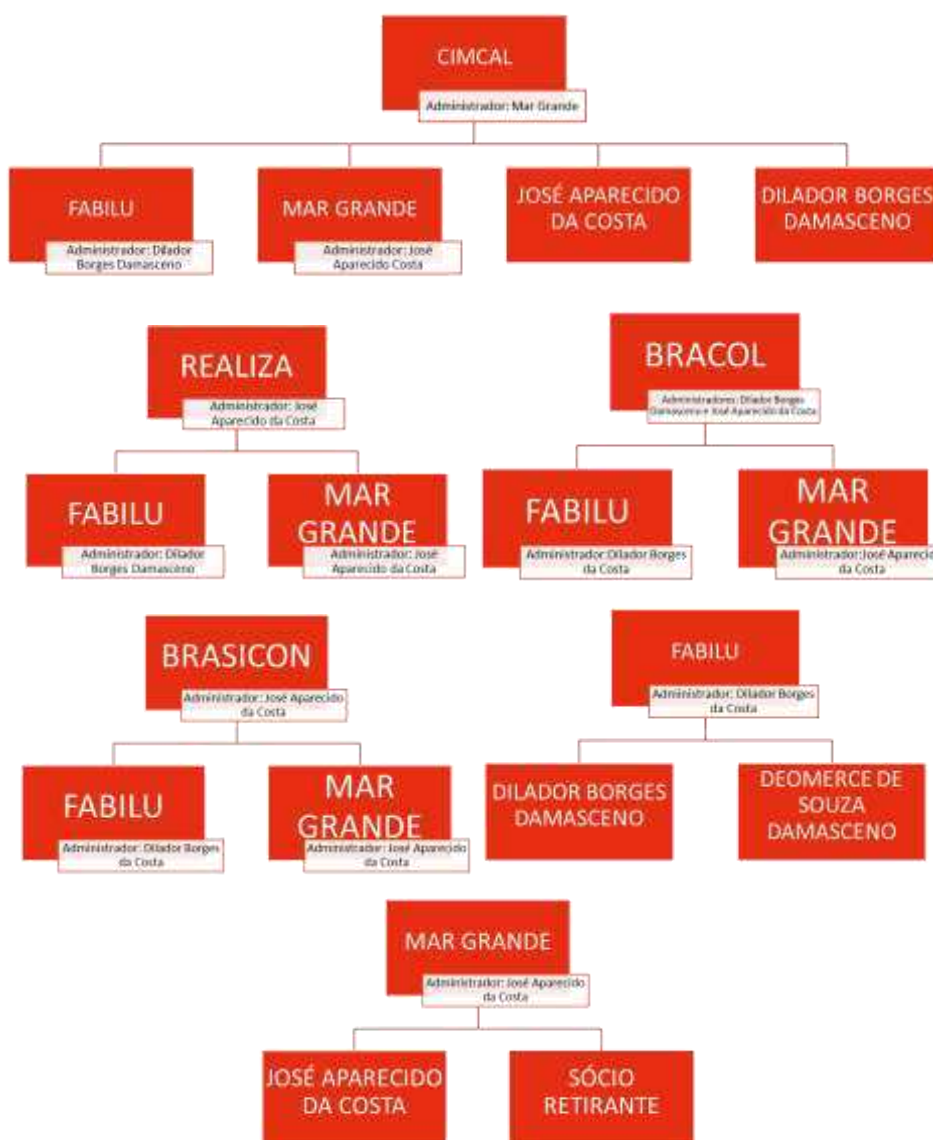 CIMCAL
Administrador: Mar Grande
FABILU
Administrador: Dilador
Borges Damasceno
MAR GRANDE
Administrador: José
Aparecido Costa
JOSÉ APARECIDO
DA COSTA
DILADOR BORGES
DAMASCENO
REALIZA
Administrador: José
Aparecido da Costa
FABILU
Administrador: Dilador
Borges Damasceno
MAR
GRANDE
Administrador: José
Aparecido da Costa
BRACOL
Administradores: Dilador Borges
Damasceno e José Aparecido da Costa
FABILU
Administrador Dilador Borges
da Costa
MAR
GRANDE
Administrador: José Aparecido
da Costa
BRASICON
Administrador: José Aparecido
da Costa
FABILU
Administrador: Dilador Borges
da Costa
MAR
GRANDE
Administrador: José Aparecido
da Costa
FABILU
Administrador: Dilador Borges
da Costa
DILADOR BORGES
DAMASCENO
DEOMERCE DE
SOUZA
DAMASCENO
MAR GRANDE
Administrador: José Aparecido
da Costa
JOSÉ APARECIDO
DA COSTA
SÓCIO
RETIRANTE